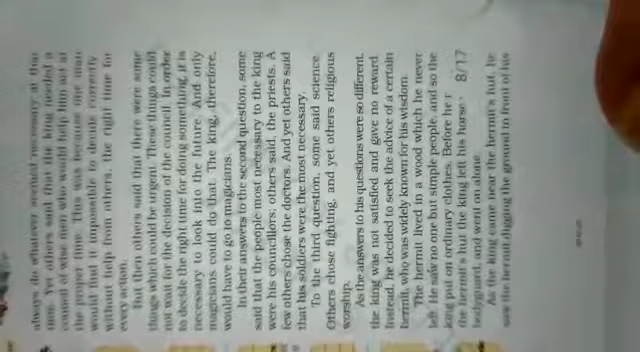 always do whatever seemed necessary at that
time. Yet others said that the king needed a
council of wise men who would help him act at
the proper time. This was because one man
would find it impossible to decide correctly,
without help from others, the right time for
every action.
But then others said that there were some
things which could be urgent. These things could
not wait for the decision of the council. In order
to decide the right time for doing something, it is
necessary to look into the future. And only
magicians could do that. The king, therefore,
would have to go to magicians.
In their answers to the second question, some
said that the people most necessary to the king
were his councillors; others said, the priests. A
few others chose the doctors. And yet others said
that his soldiers were the most necessary.
To the third question, some said science.
Others chose fighting, and yet others religious
worship.
As the answers to his questions were so different,
the king was not satisfied and gave no reward.
Instead, he decided to seek the advice of a certain
hermit, who was widely known for his wisdom.
The hermit lived in a wood which he never
left. He saw no one but simple people, and so the
king put on ordinary clothes. Before he r
the hermit's hut the king left his horse
bodyguard, and went on alone.
As the king came near the hermit's hut, he
saw the hermit digging the ground in front of his
8/17